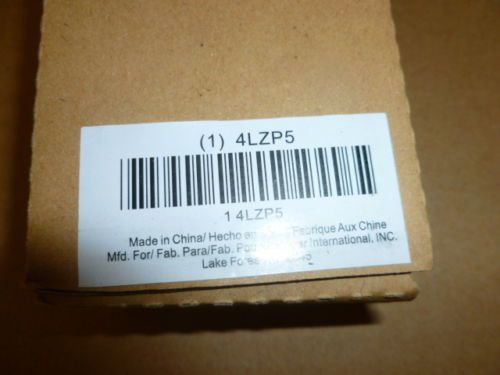 (1) 4LZP5
1 4LZP5
Made in China/ Hecho en Fabrique Aux Chine
Mfd. For/ Fab. Para/Fab. International, INC.
Lake